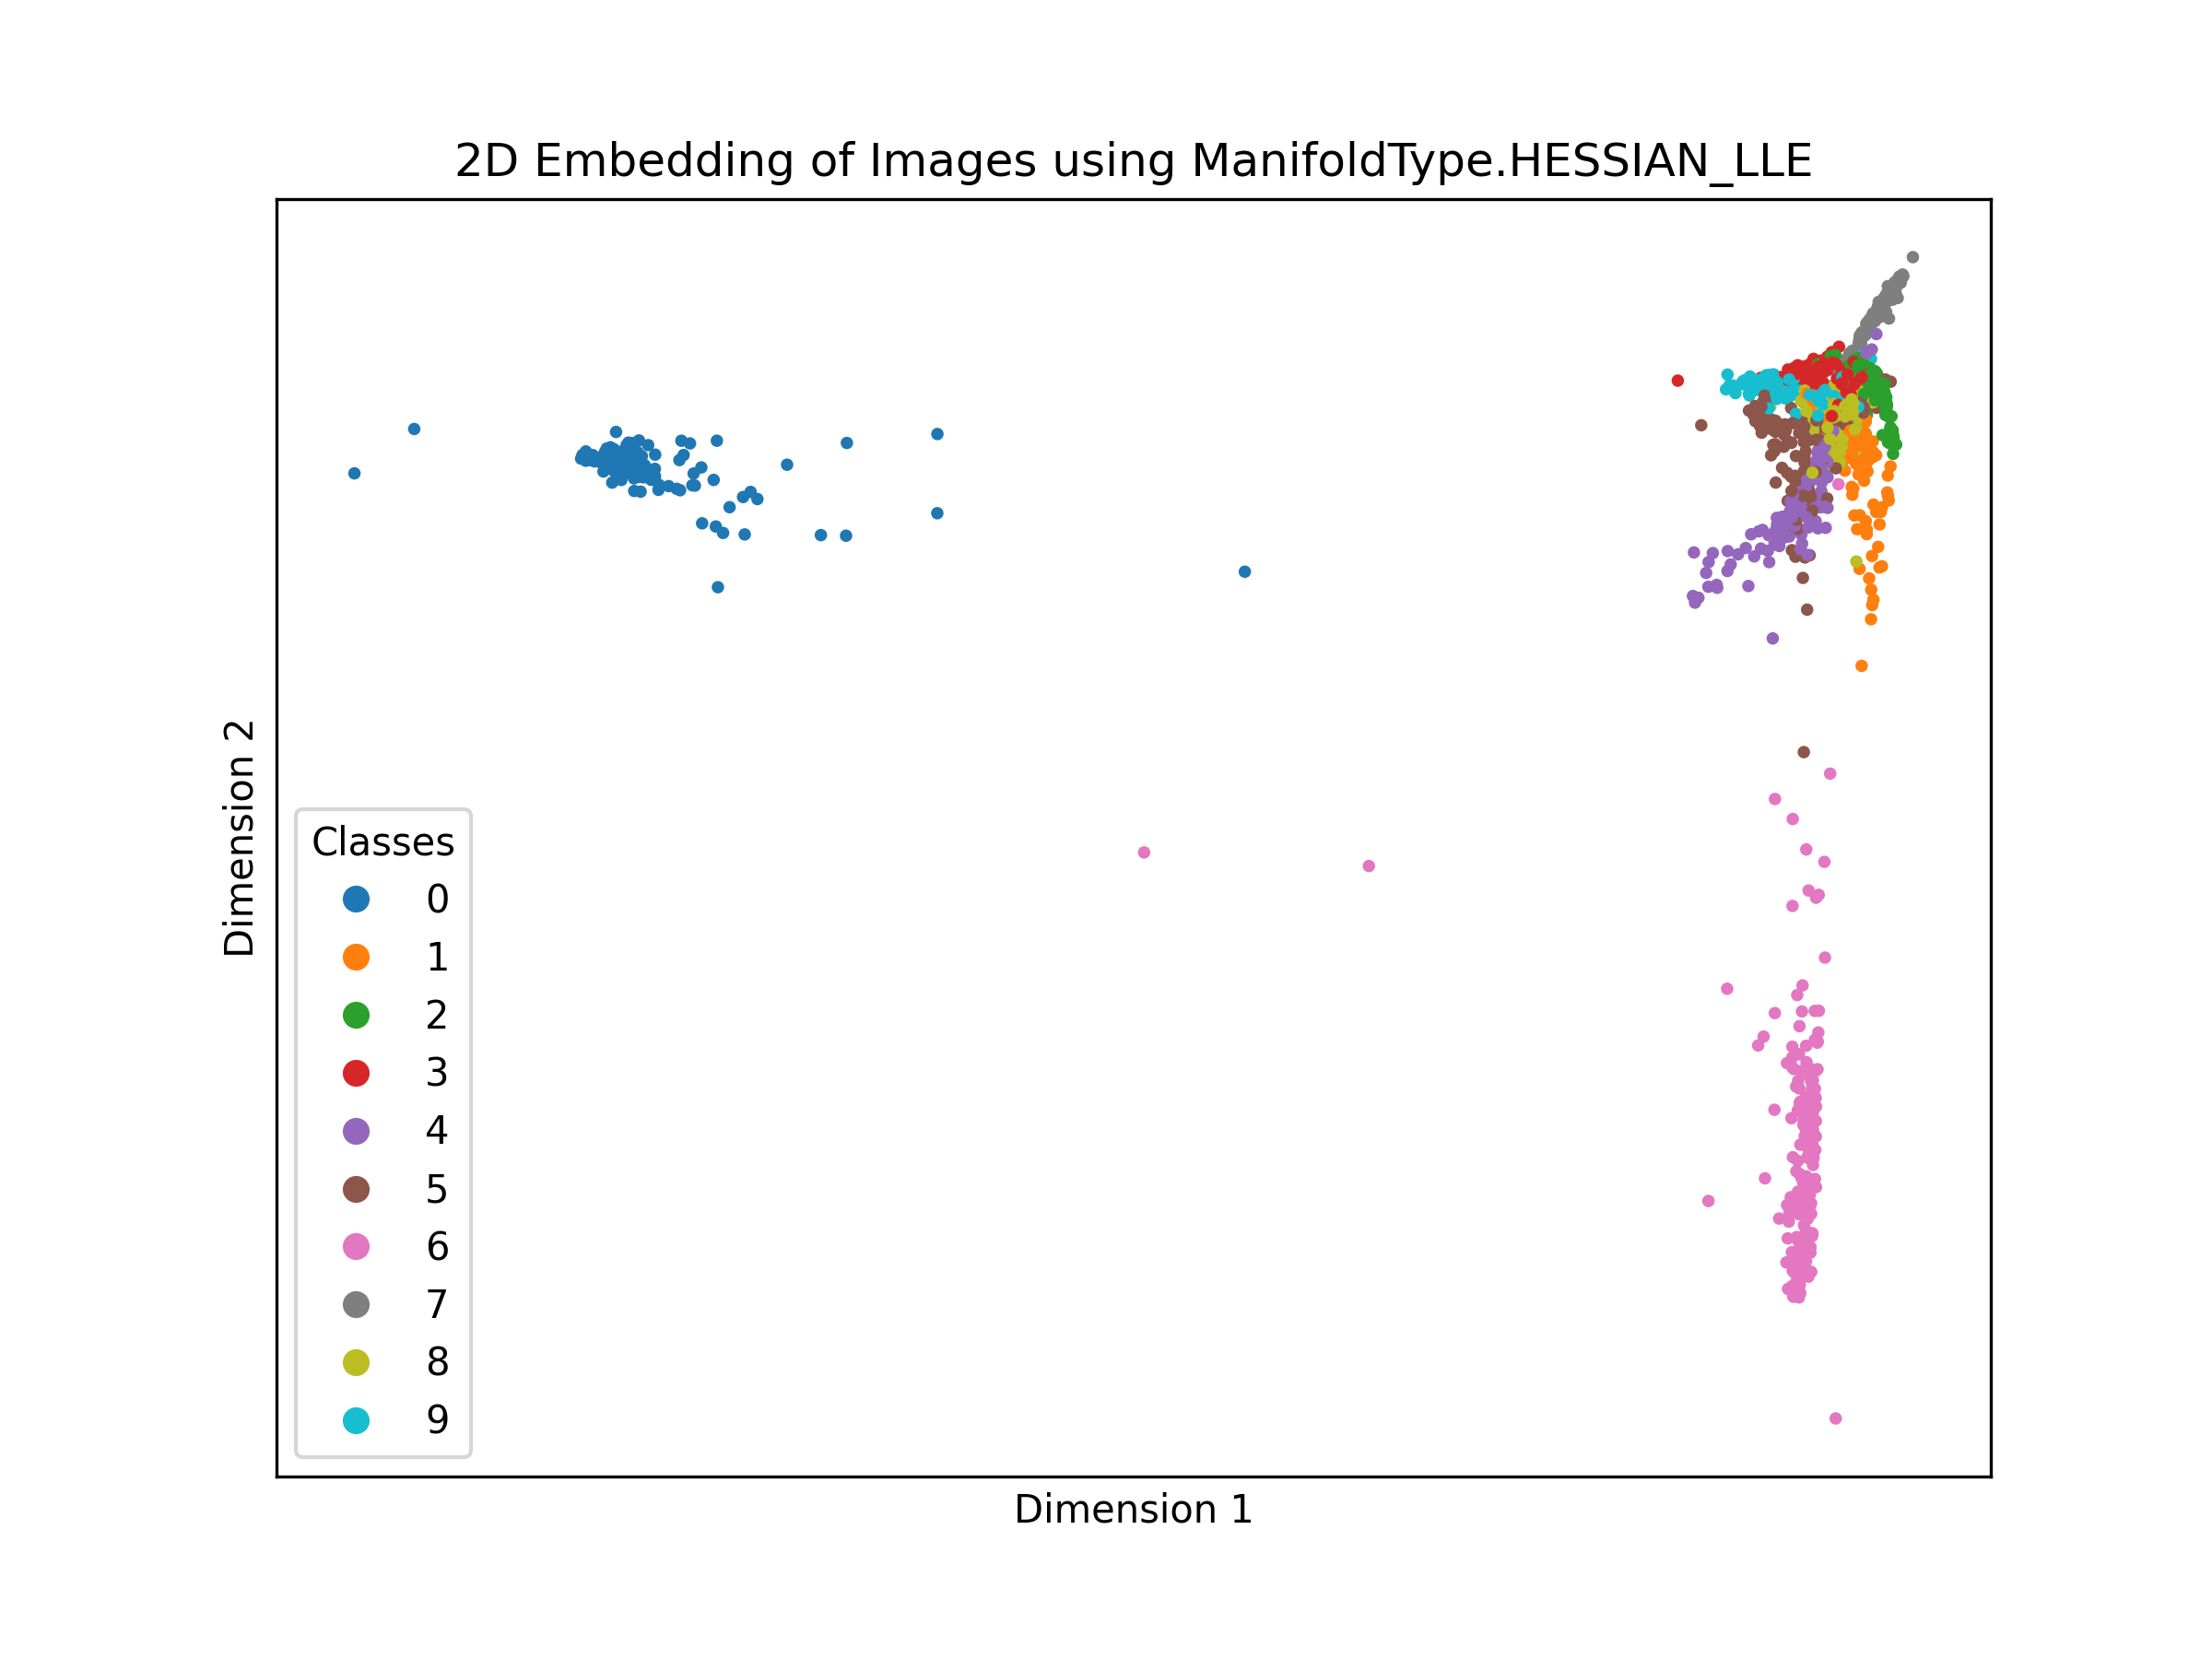 2D Embedding of Images using ManifoldType.HESSIAN_LLE
Dimension 2
Classes
0
1
2
3
4
5
6
7
8
9
Dimension 1